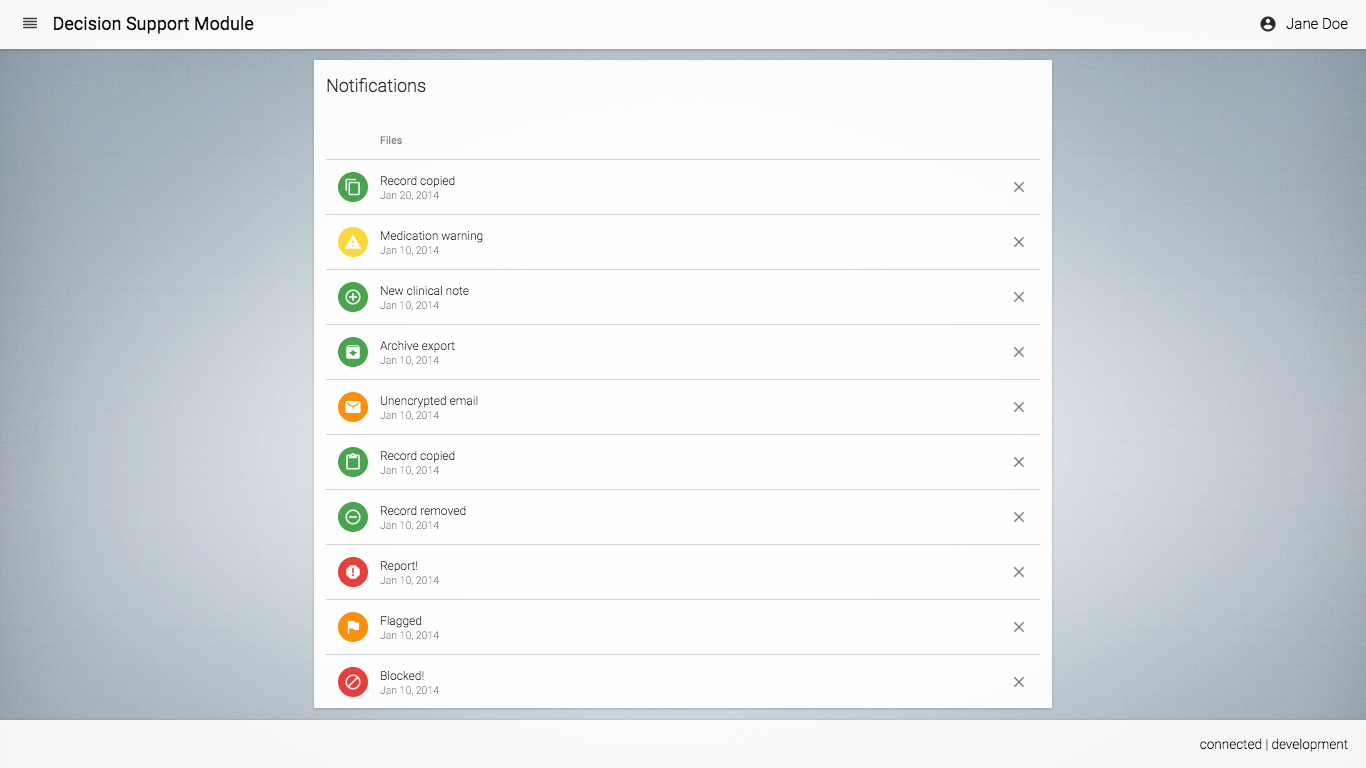 Decision Support Module
Jane Doe
Notifications
Files
Record copied
Jan 20, 2014
Medication warning
Jan 10, 2014
New clinical note
Jan 10, 2014
Archive export
Jan 10, 2014
Unencrypted email
Jan 10, 2014
Record copied
Jan 10, 2014
Record removed
Jan 10, 2014
Report!
Jan 10, 2014
Flagged
Jan 10, 2014
Blocked!
Jan 10, 2014
connected | development